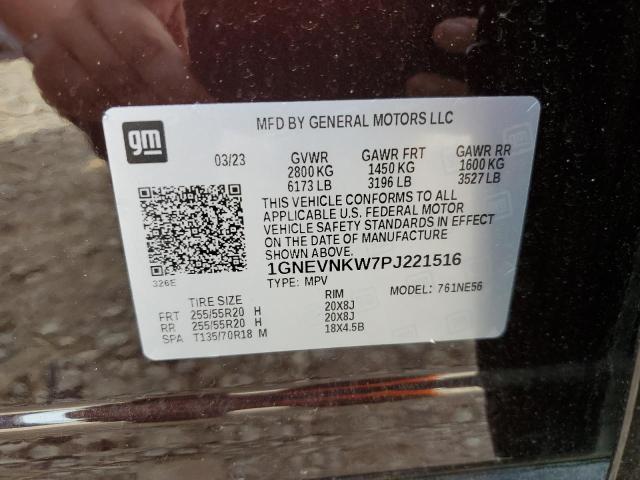 gm
MFD BY GENERAL MOTORS LLC
03/23 GVWR GAWR FRT GAWR RR
2800 KG 1450 KG 1600 KG
6173 LB 3196 LB 3527 LB
THIS VEHICLE CONFORMS TO ALL
APPLICABLE U.S. FEDERAL MOTOR
VEHICLE SAFETY STANDARDS IN EFFECT
ON THE DATE OF MANUFACTURE
SHOWN ABOVE.
1GNEVNKW7PJ221516
326E
TYPE: MPV MODEL: 761NE56
TIRE SIZE RIM
FRT 255/55R20 H 20X8J
RR 255/55R20 H 20X8J
SPA T135/70R18 M 18X4.5B